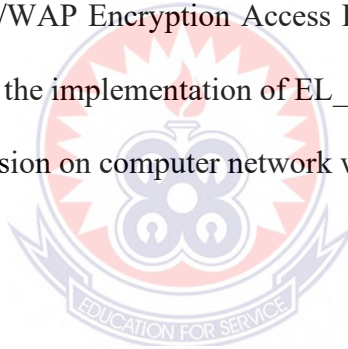 /WAP Encryption Access
the implementation of EL_
sion on computer network
EDUCATION FOR SERVICE